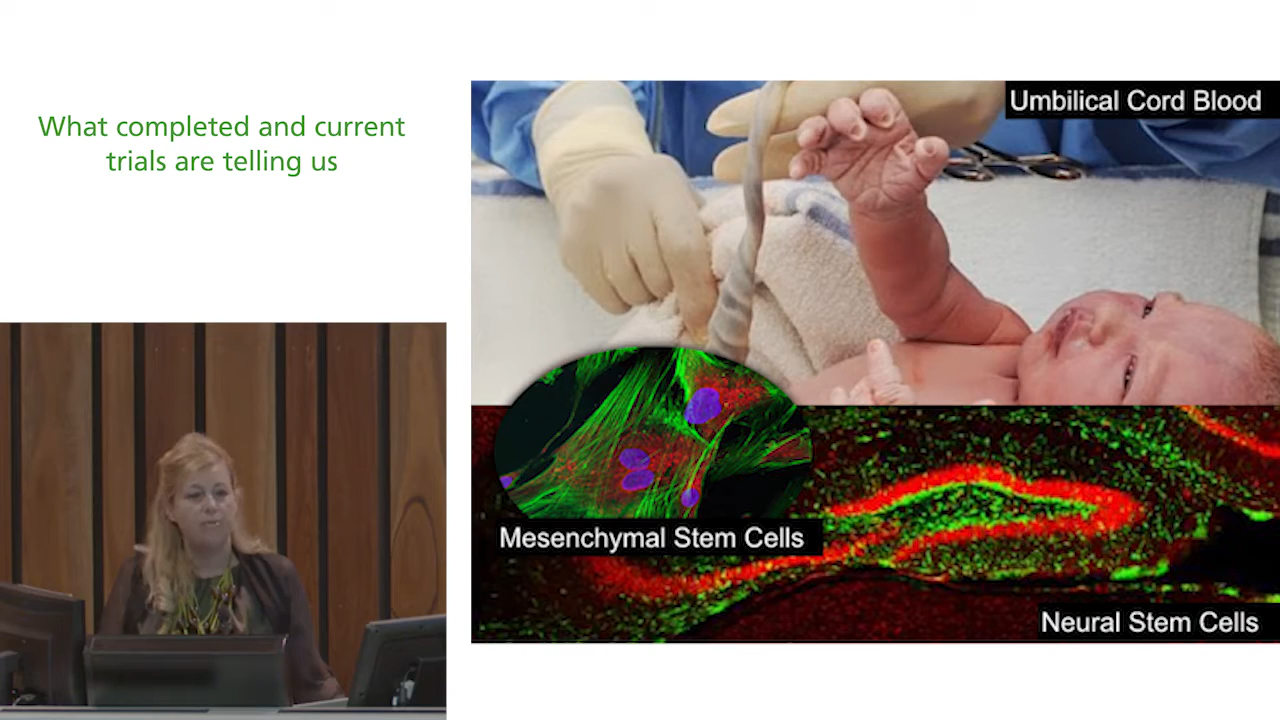 What completed and current
trials are telling us
Umbilical Cord Blood
Mesenchymal Stem Cells
Neural Stem Cells